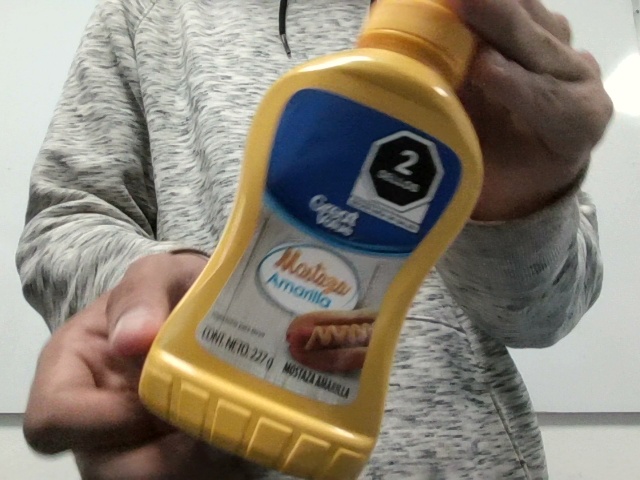 2
SELLOS
Great
Value
Mostaza
Amarilla
CONT. NETO. 227 g
MOSTAZA AMARILLA